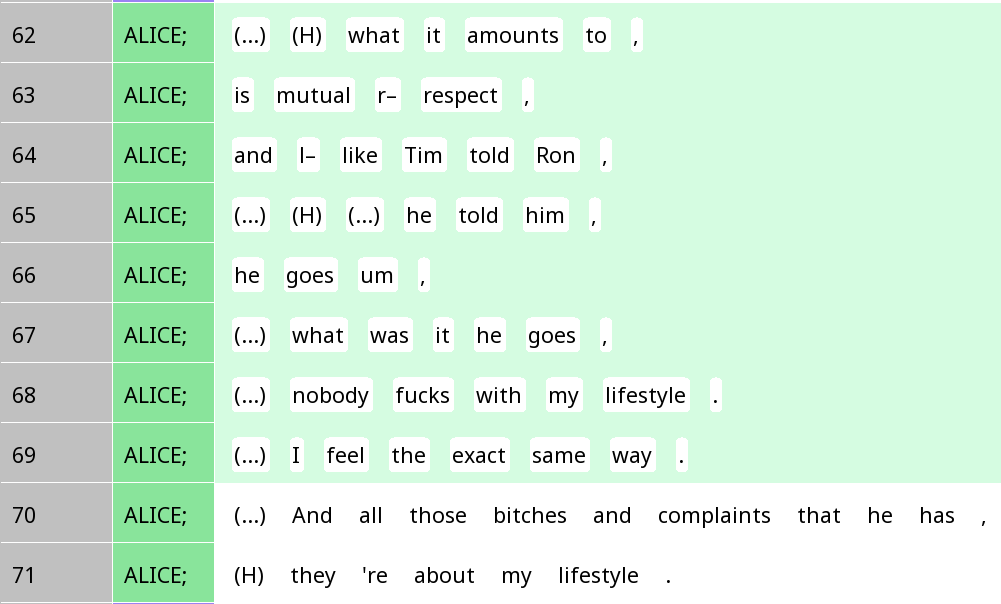 62 ALICE; (...) (H) what it amounts to ,
63 ALICE; is mutual r– respect ,
64 ALICE; and l– like Tim told Ron ,
65 ALICE; (...) (H) (...) he told him ,
66 ALICE; he goes um ,
67 ALICE; (...) what was it he goes ,
68 ALICE; (...) nobody fucks with my lifestyle .
69 ALICE; (...) I feel the exact same way .
70 ALICE; (...) And all those bitches and complaints that he has ,
71 ALICE; (H) they 're about my lifestyle .